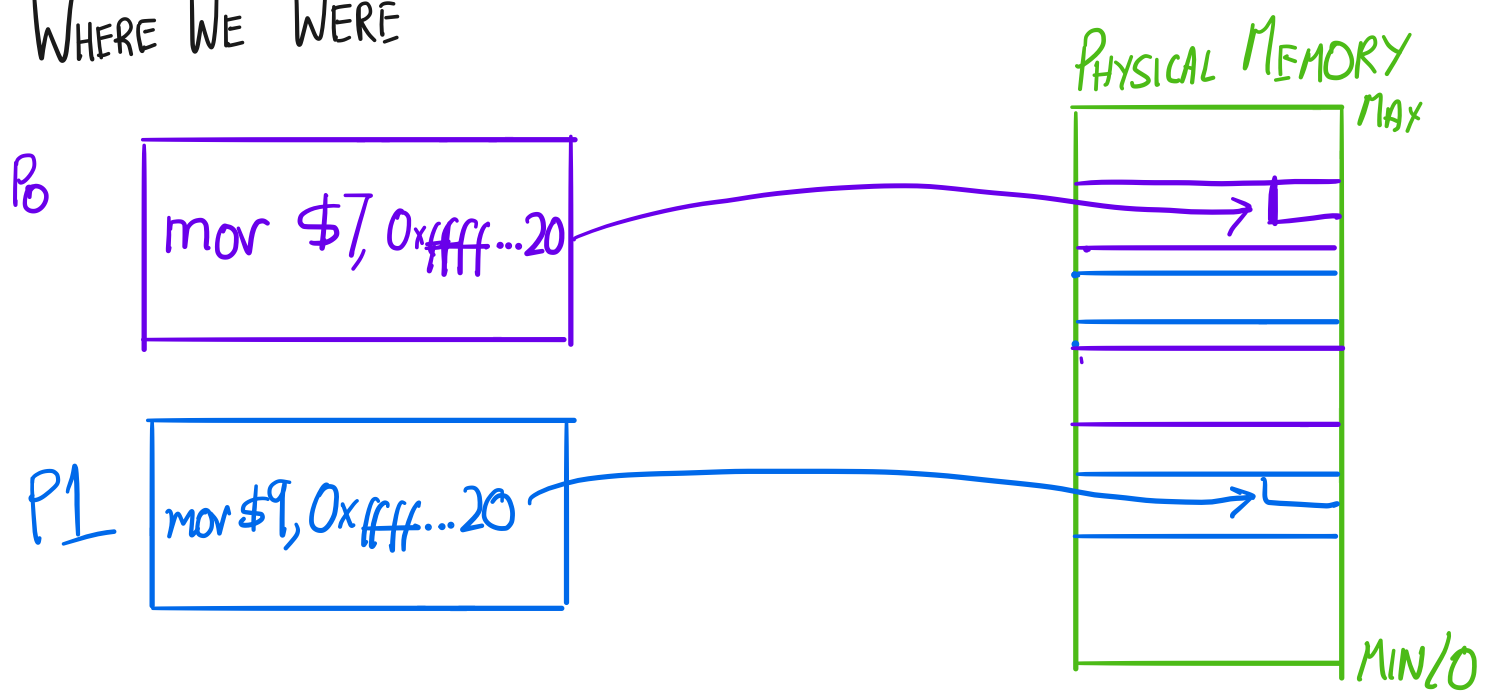 WHERE WE WERE
PHYSICAL MEMORY
MAX
P0
mov $7, 0xffff...20
P1
mov $9, 0xffff...20
MIN/0